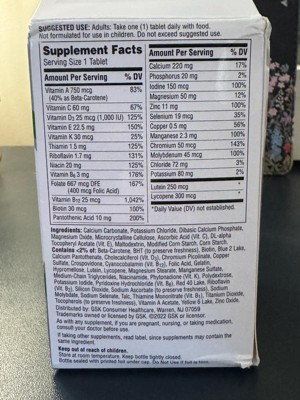 SUGGESTED USE: Adults: Take one (1) tablet daily with food.
Not formulated for use in children. Do not exceed suggested use.
Supplement Facts
Serving Size 1 Tablet
Amount Per Serving % DV
Vitamin A 750 mcg 83%
(40% as Beta-Carotene)
Vitamin C 60 mg 67%
Vitamin D₃ 25 mcg (1,000 IU) 125%
Vitamin E 22.5 mg 150%
Vitamin K 30 mcg 25%
Thiamin 1.5 mg 125%
Riboflavin 1.7 mg 131%
Niacin 20 mg 125%
Vitamin B₆ 3 mg 176%
Folate 667 mcg DFE 167%
(400 mcg Folic Acid)
Vitamin B₁₂ 25 mcg 1,042%
Biotin 30 mcg 100%
Pantothenic Acid 10 mg 200%
Amount Per Serving % DV
Calcium 220 mg 17%
Phosphorus 20 mg 2%
Iodine 150 mcg 100%
Magnesium 50 mg 12%
Zinc 11 mg 100%
Selenium 19 mcg 35%
Copper 0.5 mg 56%
Manganese 2.3 mg 100%
Chromium 50 mcg 143%
Molybdenum 45 mcg 100%
Chloride 72 mg 3%
Potassium 80 mg 2%
Lutein 250 mcg *
Lycopene 300 mcg *
*Daily Value (DV) not established.
Ingredients: Calcium Carbonate, Potassium Chloride, Dibasic Calcium Phosphate,
Magnesium Oxide, Microcrystalline Cellulose, Ascorbic Acid (Vit. C), DL-alpha
Tocopheryl Acetate (Vit. E), Maltodextrin, Modified Corn Starch, Corn Starch.
Contains <2% of: Beta-Carotene, BHT (to preserve freshness), Biotin, Blue 2 Lake,
Calcium Pantothenate, Cholecalciferol (Vit. D₃), Chromium Picolinate, Copper
Sulfate, Crospovidone, Cyanocobalamin (Vit. B₁₂), Folic Acid, Gelatin,
Hypromellose, Lutein, Lycopene, Magnesium Stearate, Manganese Sulfate,
Medium-Chain Triglycerides, Niacinamide, Phytonadione (Vit. K), Polydextrose,
Potassium Iodide, Pyridoxine Hydrochloride (Vit. B₆), Red 40 Lake, Riboflavin
(Vit. B₂), Silicon Dioxide, Sodium Ascorbate (to preserve freshness), Sodium
Molybdate, Sodium Selenate, Talc, Thiamine Mononitrate (Vit. B₁), Titanium Dioxide,
Tocopherols (to preserve freshness), Vitamin A Acetate, Yellow 6 Lake, Zinc Oxide.
Distributed by: GSK Consumer Healthcare, Warren, NJ 07059
Trademarks owned or licensed by GSK. ©2022 GSK or licensor.
As with any supplement, if you are pregnant, nursing, or taking medication,
consult your doctor before use.
If taking other supplements, read label, since supplements may contain the
same ingredient.
Keep out of reach of children.
Store at room temperature. Keep bottle tightly closed.
Bottle sealed with printed foil under cap. Do Not Use if foil is